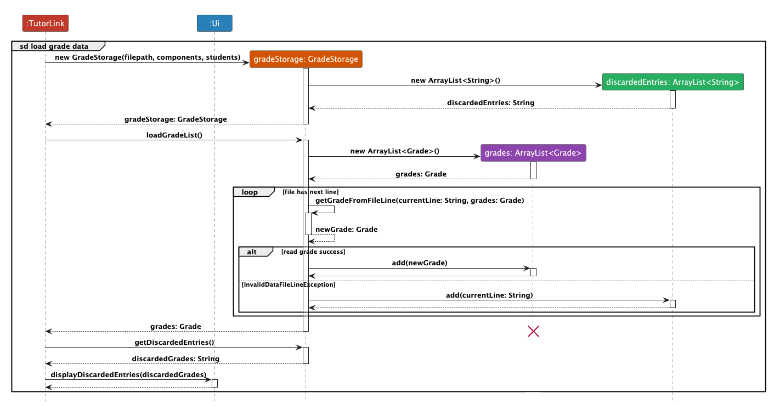 :TutorLink
:Ui
sd load grade data
new GradeStorage(filepath, components, students)
gradeStorage: GradeStorage
new ArrayList<String>()
discardedEntries: ArrayList<String>
discardedEntries: String
gradeStorage: GradeStorage
loadGradeList()
new ArrayList<Grade>()
grades: ArrayList<Grade>
grades: Grade
loop
[file has next line]
getGradeFromFileLine(currentLine: String, grades: Grade)
newGrade: Grade
alt
[read grade success]
add(newGrade)
[InvalidDataFileLineException]
add(currentLine: String)
grades: Grade
getDiscardedEntries()
discardedGrades: String
displayDiscardedEntries(discardedGrades)